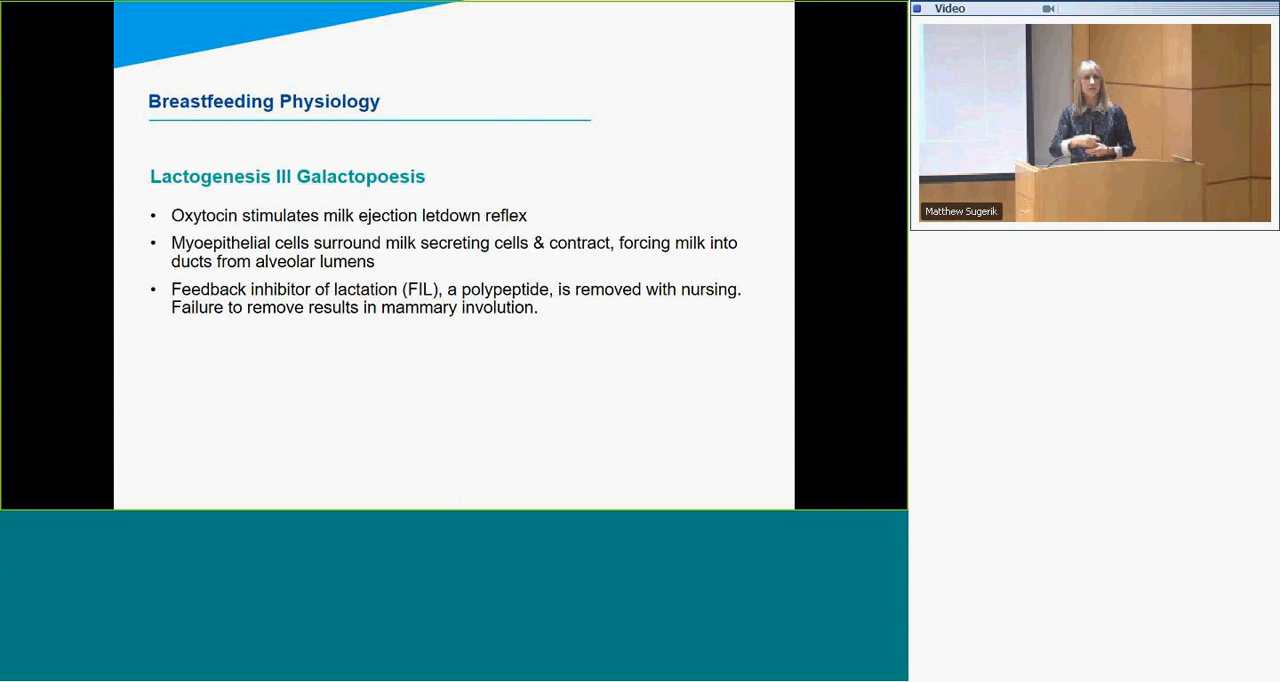 Breastfeeding Physiology
Lactogenesis III Galactopoesis
• Oxytocin stimulates milk ejection letdown reflex
• Myoepithelial cells surround milk secreting cells & contract, forcing milk into
ducts from alveolar lumens
• Feedback inhibitor of lactation (FIL), a polypeptide, is removed with nursing.
Failure to remove results in mammary involution.
Video
Matthew Sugerik